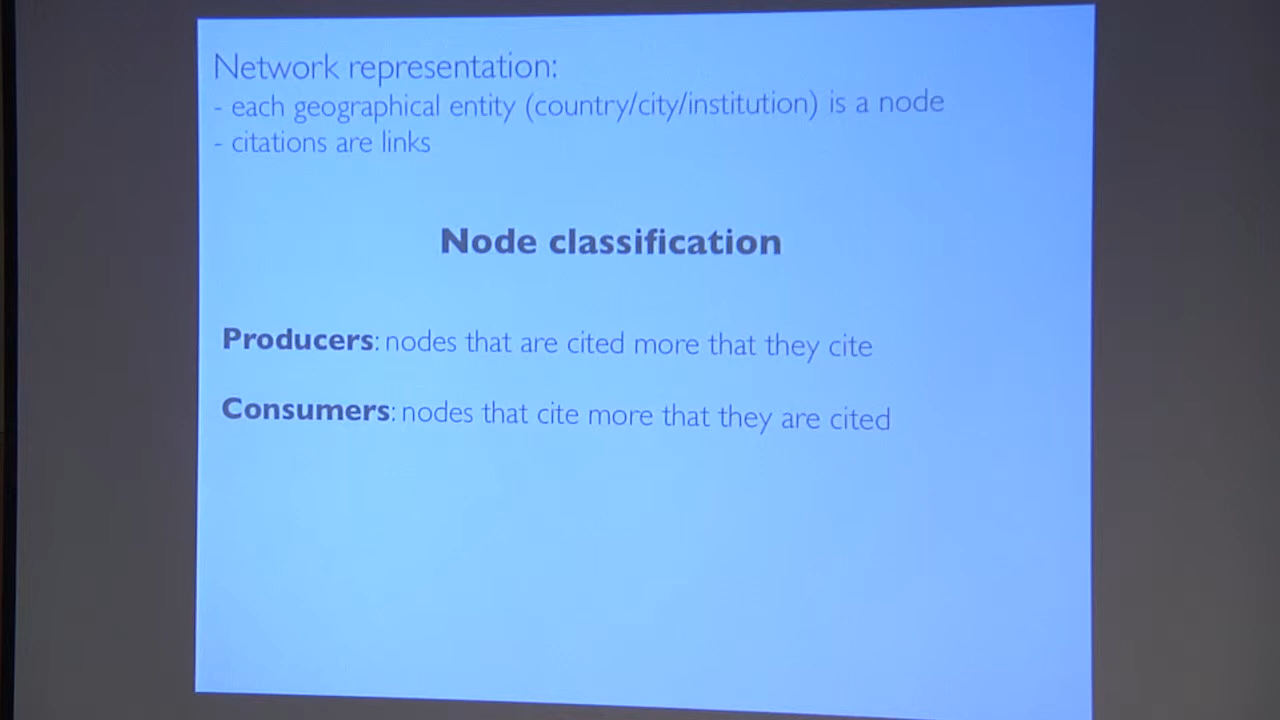 Network representation:
- each geographical entity (country/city/institution) is a node
- citations are links
Node classification
Producers: nodes that are cited more that they cite
Consumers: nodes that cite more that they are cited